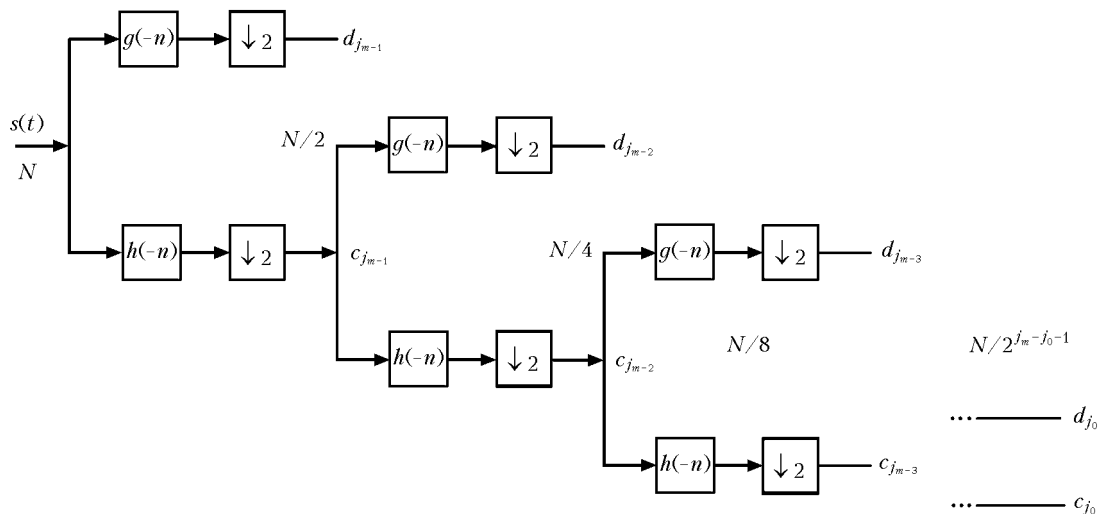 g(-n) ↓2 d_{j_{m-1}}
s(t)
N
N/2 g(-n) ↓2 d_{j_{m-2}}
h(-n) ↓2 c_{j_{m-1}}
N/4 g(-n) ↓2 d_{j_{m-3}}
h(-n) ↓2 c_{j_{m-2}}
N/8
N/2^{j_m-j_0-1}
... d_{j_0}
h(-n) ↓2 c_{j_{m-3}}
... c_{j_0}